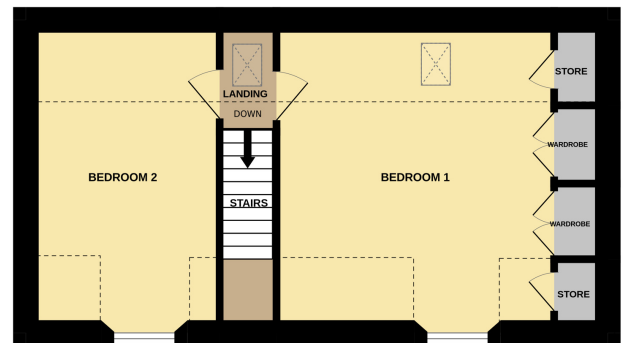 STORE
LANDING
DOWN
WARDROBE
BEDROOM 2
BEDROOM 1
STAIRS
WARDROBE
STORE